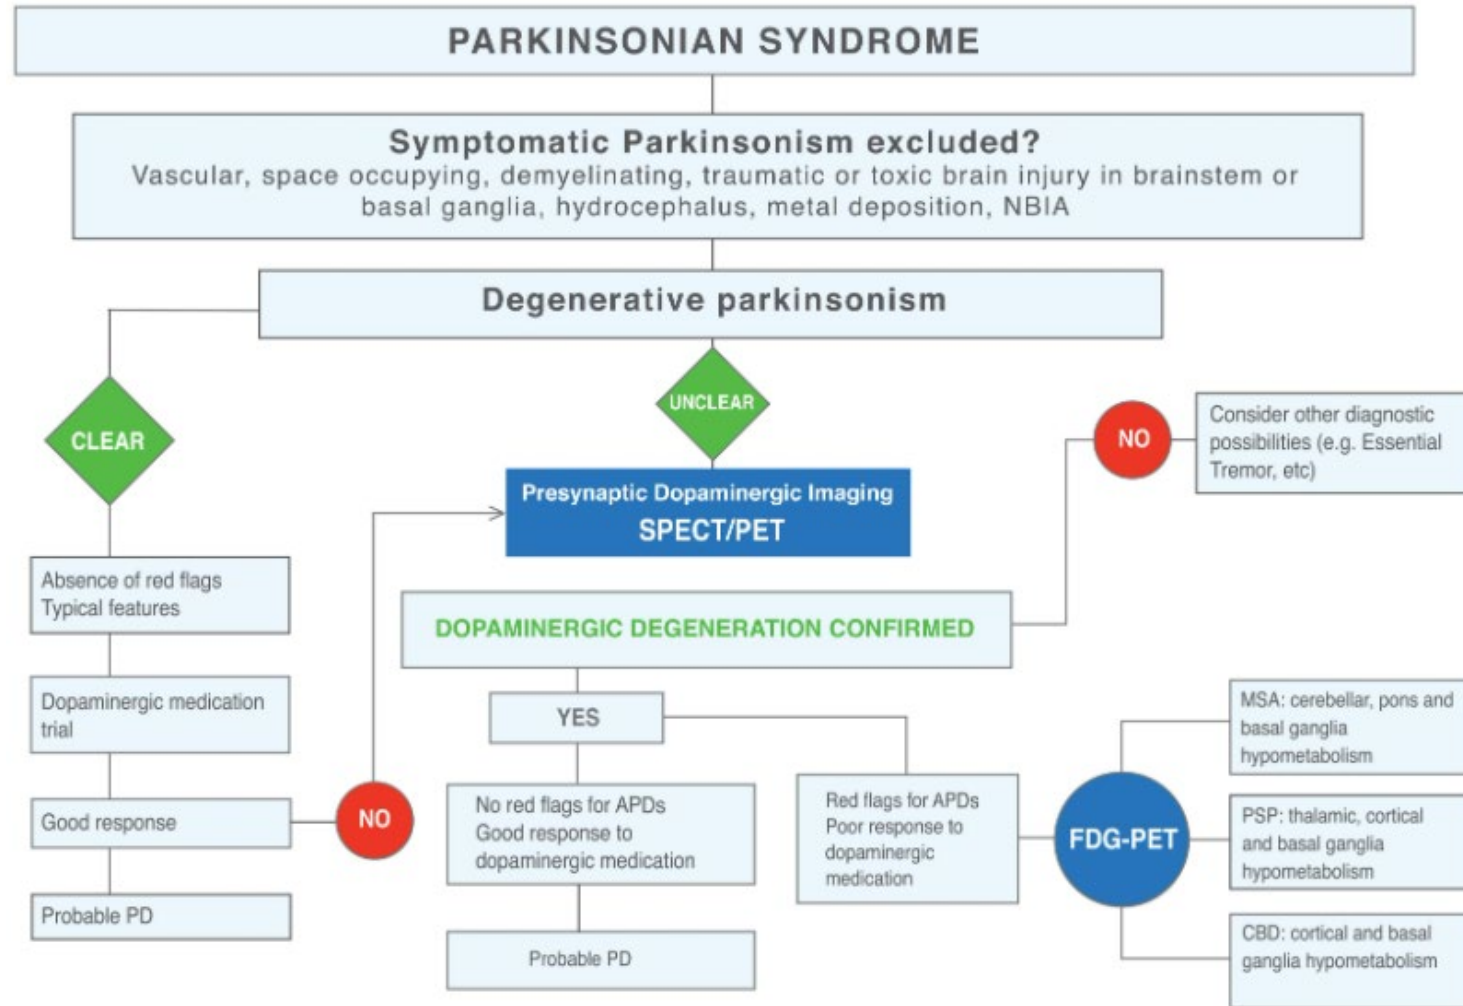 PARKINSONIAN SYNDROME
Symptomatic Parkinsonism excluded?
Vascular, space occupying, demyelinating, traumatic or toxic brain injury in brainstem or
basal ganglia, hydrocephalus, metal deposition, NBIA
Degenerative parkinsonism
CLEAR
UNCLEAR
NO
Consider other diagnostic
possibilities (e.g. Essential
Tremor, etc)
Presynaptic Dopaminergic Imaging
SPECT/PET
Absence of red flags
Typical features
DOPAMINERGIC DEGENERATION CONFIRMED
Dopaminergic medication
trial
YES
MSA: cerebellar, pons and
basal ganglia
hypometabolism
Good response
NO
No red flags for APDs
Good response to
dopaminergic medication
Red flags for APDs
Poor response to
dopaminergic
medication
FDG-PET
PSP: thalamic, cortical
and basal ganglia
hypometabolism
Probable PD
Probable PD
CBD: cortical and basal
ganglia hypometabolism